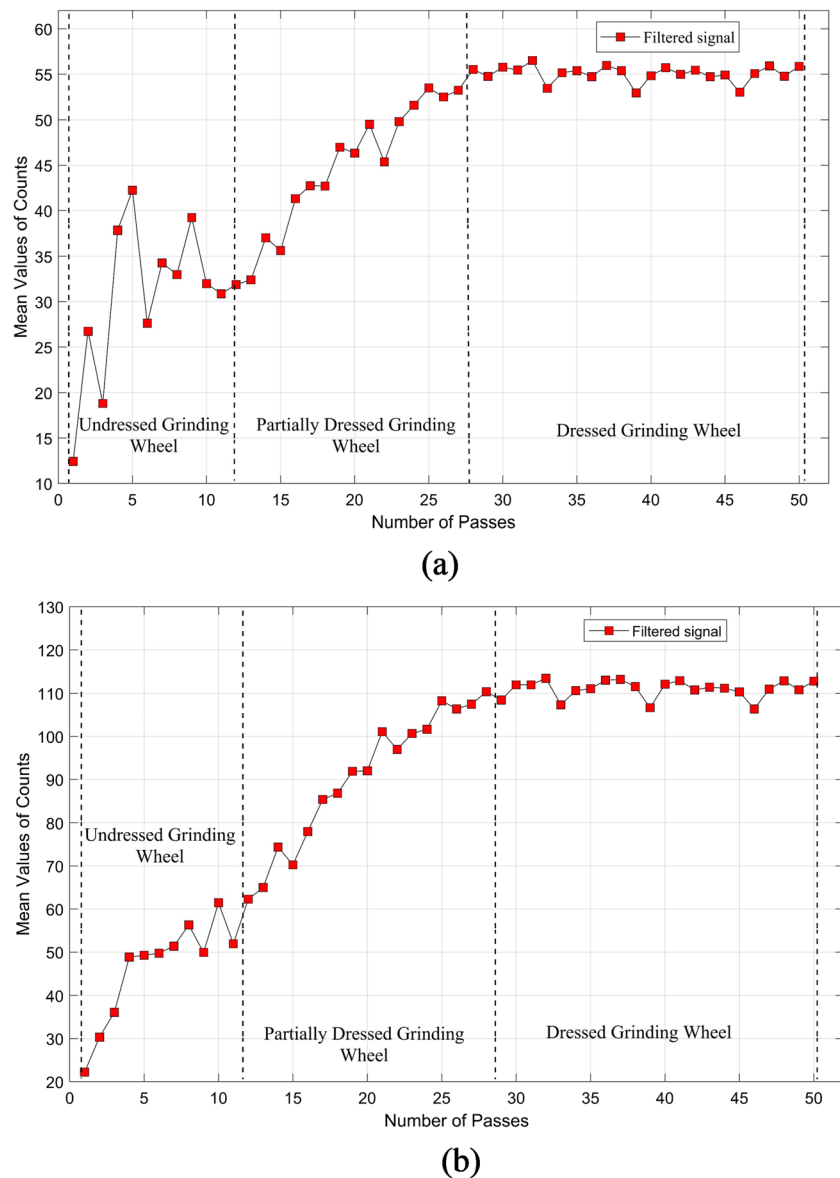 60
55
50
45
40
35
30
25
20
15
10
Mean Values of Counts
Filtered signal
Undressed Grinding
Wheel
Partially Dressed Grinding
Wheel
Dressed Grinding Wheel
0 5 10 15 20 25 30 35 40 45 50
Number of Passes
(a)
130
120
110
100
90
80
70
60
50
40
30
20
Mean Values of Counts
Filtered signal
Undressed Grinding
Wheel
Partially Dressed Grinding
Wheel
Dressed Grinding Wheel
0 5 10 15 20 25 30 35 40 45 50
Number of Passes
(b)